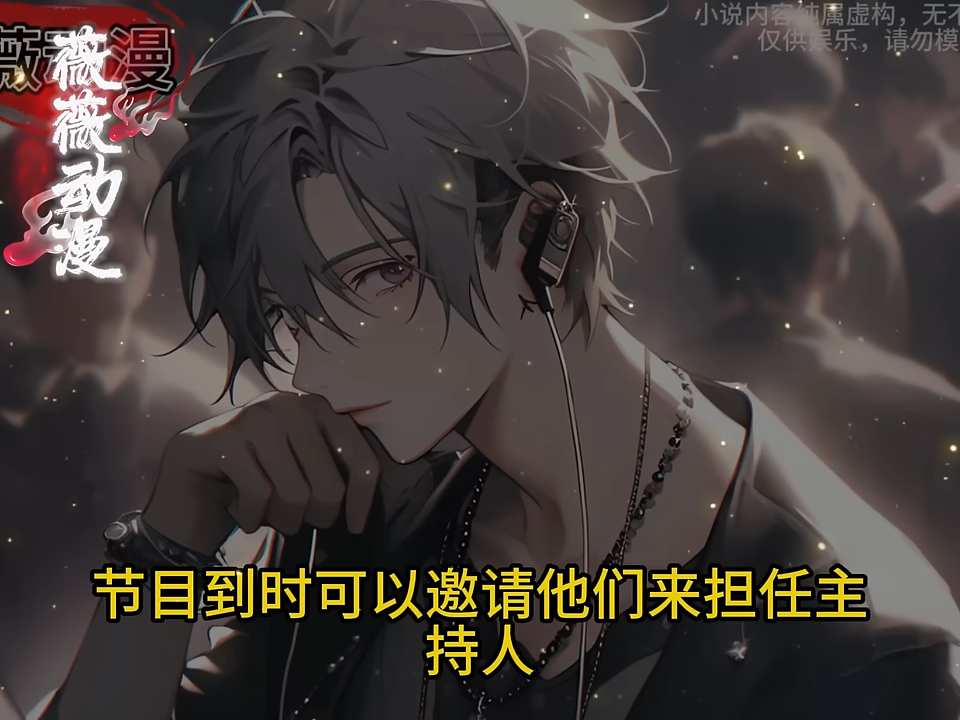 小说内容纯属虚构，无不
仅供娱乐，请勿模
薇薇动漫
薇
漫
节目到时可以邀请他们来担任主
持人